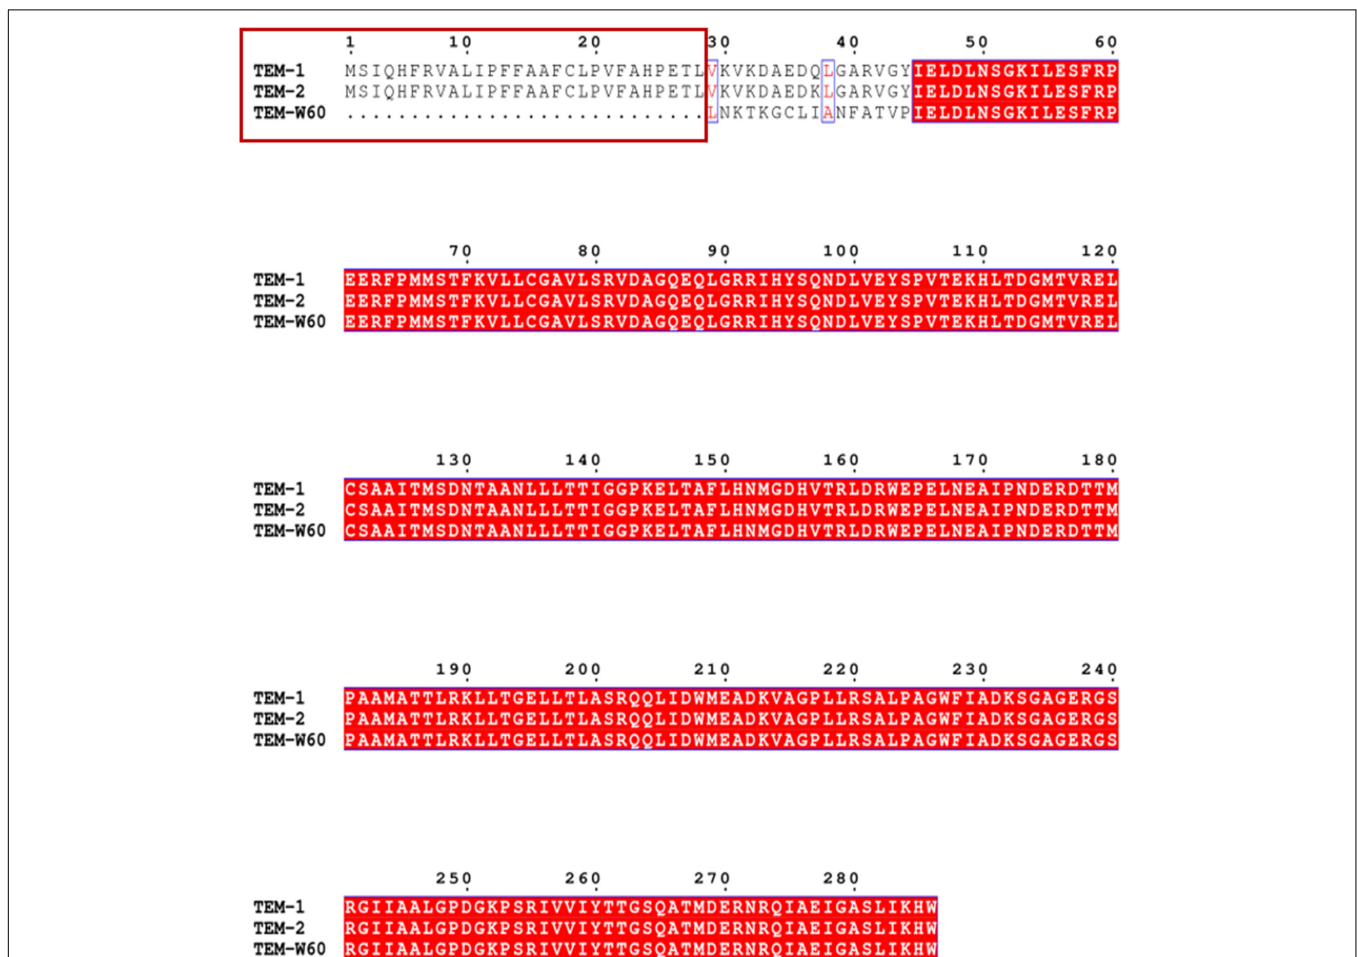 1 10 20 30 40 50 60
TEM-1 MSIQHFRVALIPFFAAFCLPVFAHPETLVKVKDAEDQLGARVGYIELDLNSGKILESFRP
TEM-2 MSIQHFRVALIPFFAAFCLPVFAHPETLVKVKDAEDKLGARVGYIELDLNSGKILESFRP
TEM-W60 ............................LNKTKGCLIANFATVPIELDLNSGKILESFRP
70 80 90 100 110 120
TEM-1 EERFPMMSTFKVLLCGAVLSRVDAGQEQLGRRIHYSQNDLVEYSPVTEKHLTDGMTVREL
TEM-2 EERFPMMSTFKVLLCGAVLSRVDAGQEQLGRRIHYSQNDLVEYSPVTEKHLTDGMTVREL
TEM-W60 EERFPMMSTFKVLLCGAVLSRVDAGQEQLGRRIHYSQNDLVEYSPVTEKHLTDGMTVREL
130 140 150 160 170 180
TEM-1 CSAAITMSDNTAANLLLTTIGGPKELTAFLHNMGDHVTRLDRWEPELNEAIPNDERDTTM
TEM-2 CSAAITMSDNTAANLLLTTIGGPKELTAFLHNMGDHVTRLDRWEPELNEAIPNDERDTTM
TEM-W60 CSAAITMSDNTAANLLLTTIGGPKELTAFLHNMGDHVTRLDRWEPELNEAIPNDERDTTM
190 200 210 220 230 240
TEM-1 PAAMATTLRKLLTGELLTLASRQQLIDWMEADKVAGPLLRSALPAGWFIADKSGAGERGS
TEM-2 PAAMATTLRKLLTGELLTLASRQQLIDWMEADKVAGPLLRSALPAGWFIADKSGAGERGS
TEM-W60 PAAMATTLRKLLTGELLTLASRQQLIDWMEADKVAGPLLRSALPAGWFIADKSGAGERGS
250 260 270 280
TEM-1 RGIIAALGPDGKPSRIVVIYTTGSQATMDERNRQIAEIGASLIKHW
TEM-2 RGIIAALGPDGKPSRIVVIYTTGSQATMDERNRQIAEIGASLIKHW
TEM-W60 RGIIAALGPDGKPSRIVVIYTTGSQATMDERNRQIAEIGASLIKHW